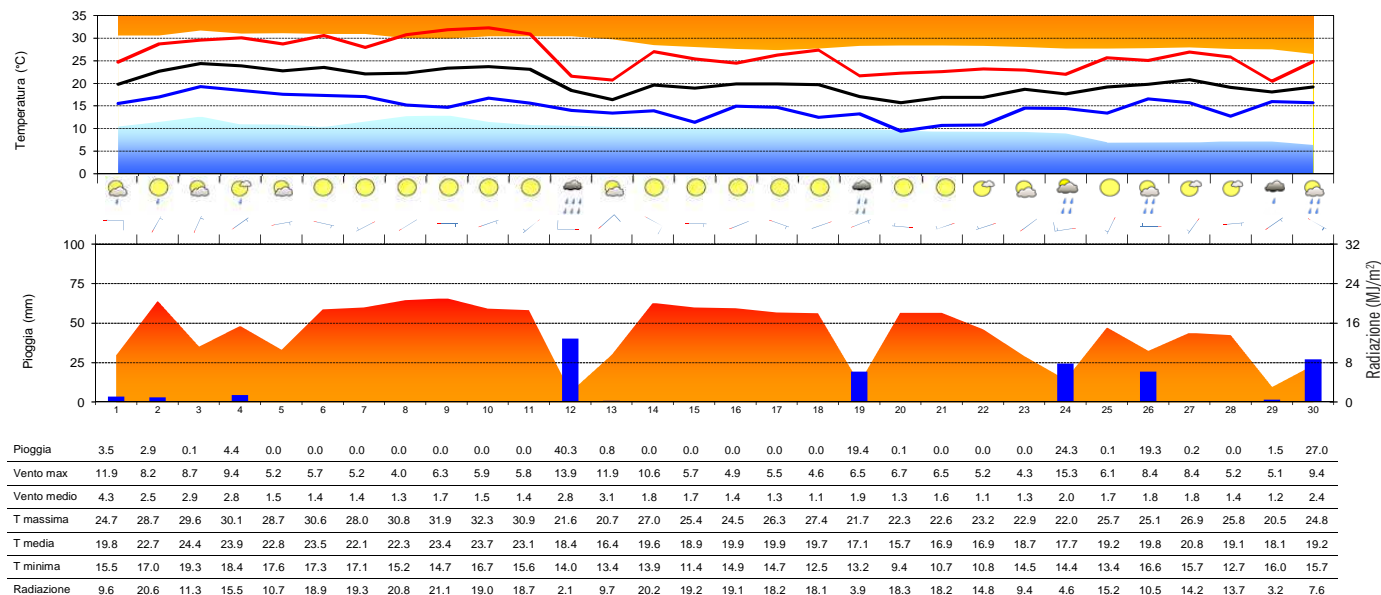 35
30
25
20
15
10
5
0
Temperatura (°C)
100
75
50
25
0
Pioggia (mm)
32
24
16
8
0
Radiazione (MJ/m²)
1 2 3 4 5 6 7 8 9 10 11 12 13 14 15 16 17 18 19 20 21 22 23 24 25 26 27 28 29 30
Pioggia 3.5 2.9 0.1 4.4 0.0 0.0 0.0 0.0 0.0 0.0 0.0 40.3 0.8 0.0 0.0 0.0 0.0 0.0 19.4 0.1 0.0 0.0 0.0 24.3 0.1 19.3 0.2 0.0 1.5 27.0
Vento max 11.9 8.2 8.7 9.4 5.2 5.7 5.2 4.0 6.3 5.9 5.8 13.9 11.9 10.6 5.7 4.9 5.5 4.6 6.5 6.7 6.5 5.2 4.3 15.3 6.1 8.4 8.4 5.2 5.1 9.4
Vento medio 4.3 2.5 2.9 2.8 1.5 1.4 1.4 1.3 1.7 1.5 1.4 2.8 3.1 1.8 1.7 1.4 1.3 1.1 1.9 1.3 1.6 1.1 1.3 2.0 1.7 1.8 1.8 1.4 1.2 2.4
T massima 24.7 28.7 29.6 30.1 28.7 30.6 28.0 30.8 31.9 32.3 30.9 21.6 20.7 27.0 25.4 24.5 26.3 27.4 21.7 22.3 22.6 23.2 22.9 22.0 25.7 25.1 26.9 25.8 20.5 24.8
T media 19.8 22.7 24.4 23.9 22.8 23.5 22.1 22.3 23.4 23.7 23.1 18.4 16.4 19.6 18.9 19.9 19.9 19.7 17.1 15.7 16.9 16.9 18.7 17.7 19.2 19.8 20.8 19.1 18.1 19.2
T minima 15.5 17.0 19.3 18.4 17.6 17.3 17.1 15.2 14.7 16.7 15.6 14.0 13.4 13.9 11.4 14.9 14.7 12.5 13.2 9.4 10.7 10.8 14.5 14.4 13.4 16.6 15.7 12.7 16.0 15.7
Radiazione 9.6 20.6 11.3 15.5 10.7 18.9 19.3 20.8 21.1 19.0 18.7 2.1 9.7 20.2 19.2 19.1 18.2 18.1 3.9 18.3 18.2 14.8 9.4 4.6 15.2 10.5 14.2 13.7 3.2 7.6